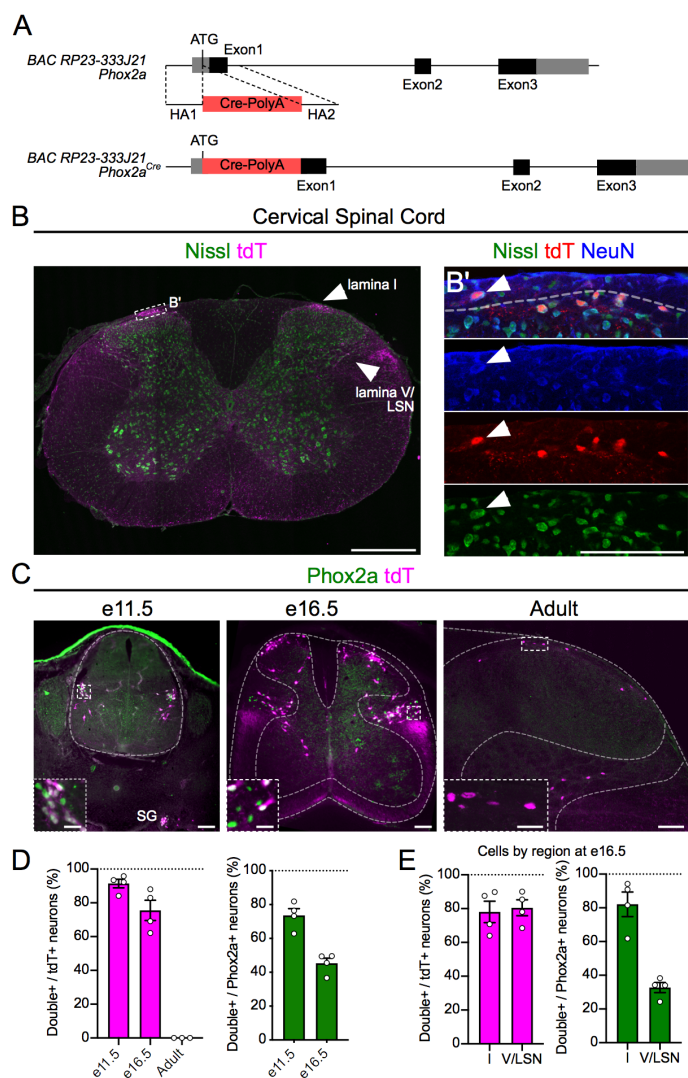 A
BAC RP23-333J21
Phox2a
ATG
Exon1
Exon2
Exon3
HA1
Cre-PolyA
HA2
BAC RP23-333J21
Phox2aCre
ATG
Cre-PolyA
Exon1
Exon2
Exon3
B
Cervical Spinal Cord
Nissl tdT
Nissl tdT NeuN
B'
lamina I
lamina V/
LSN
B'
C
Phox2a tdT
e11.5
e16.5
Adult
SG
D
Double+ / tdT+ neurons (%)
100
80
60
40
20
0
e11.5
e16.5
Adult
Double+ / Phox2a+ neurons (%)
100
80
60
40
20
0
e11.5
e16.5
E
Cells by region at e16.5
Double+ / tdT+ neurons (%)
100
80
60
40
20
0
I
V/LSN
Double+ / Phox2a+ neurons (%)
100
80
60
40
20
0
I
V/LSN